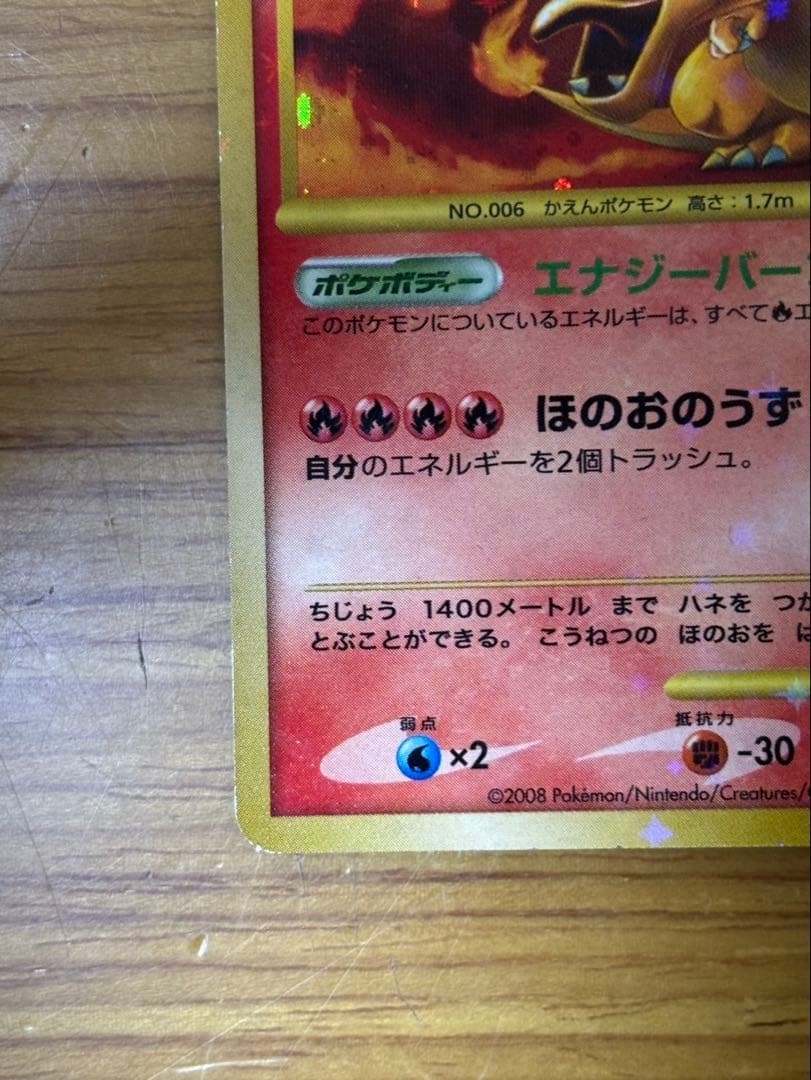 NO.006 かえんポケモン 高さ：1.7m
ポケボディー エナジーバー
このポケモンについているエネルギーは、すべて
ほのおのうず
自分のエネルギーを2個トラッシュ。
ちじょう 1400メートル まで ハネを つか
とぶことができる。 こうねつの ほのおを は
弱点 抵抗力
×2 -30
©2008 Pokémon/Nintendo/Creatures/